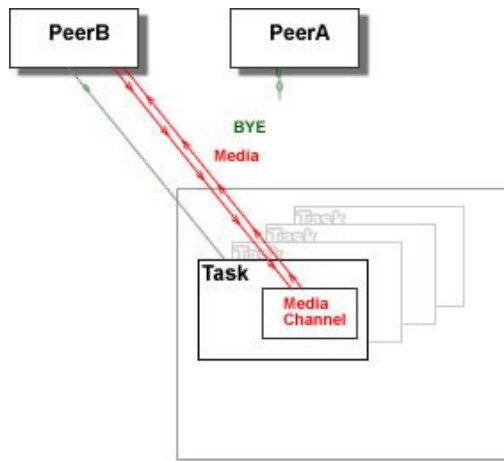 PeerB
PeerA
BYE
Media
Task
Task
Task
Task
Media
Channel